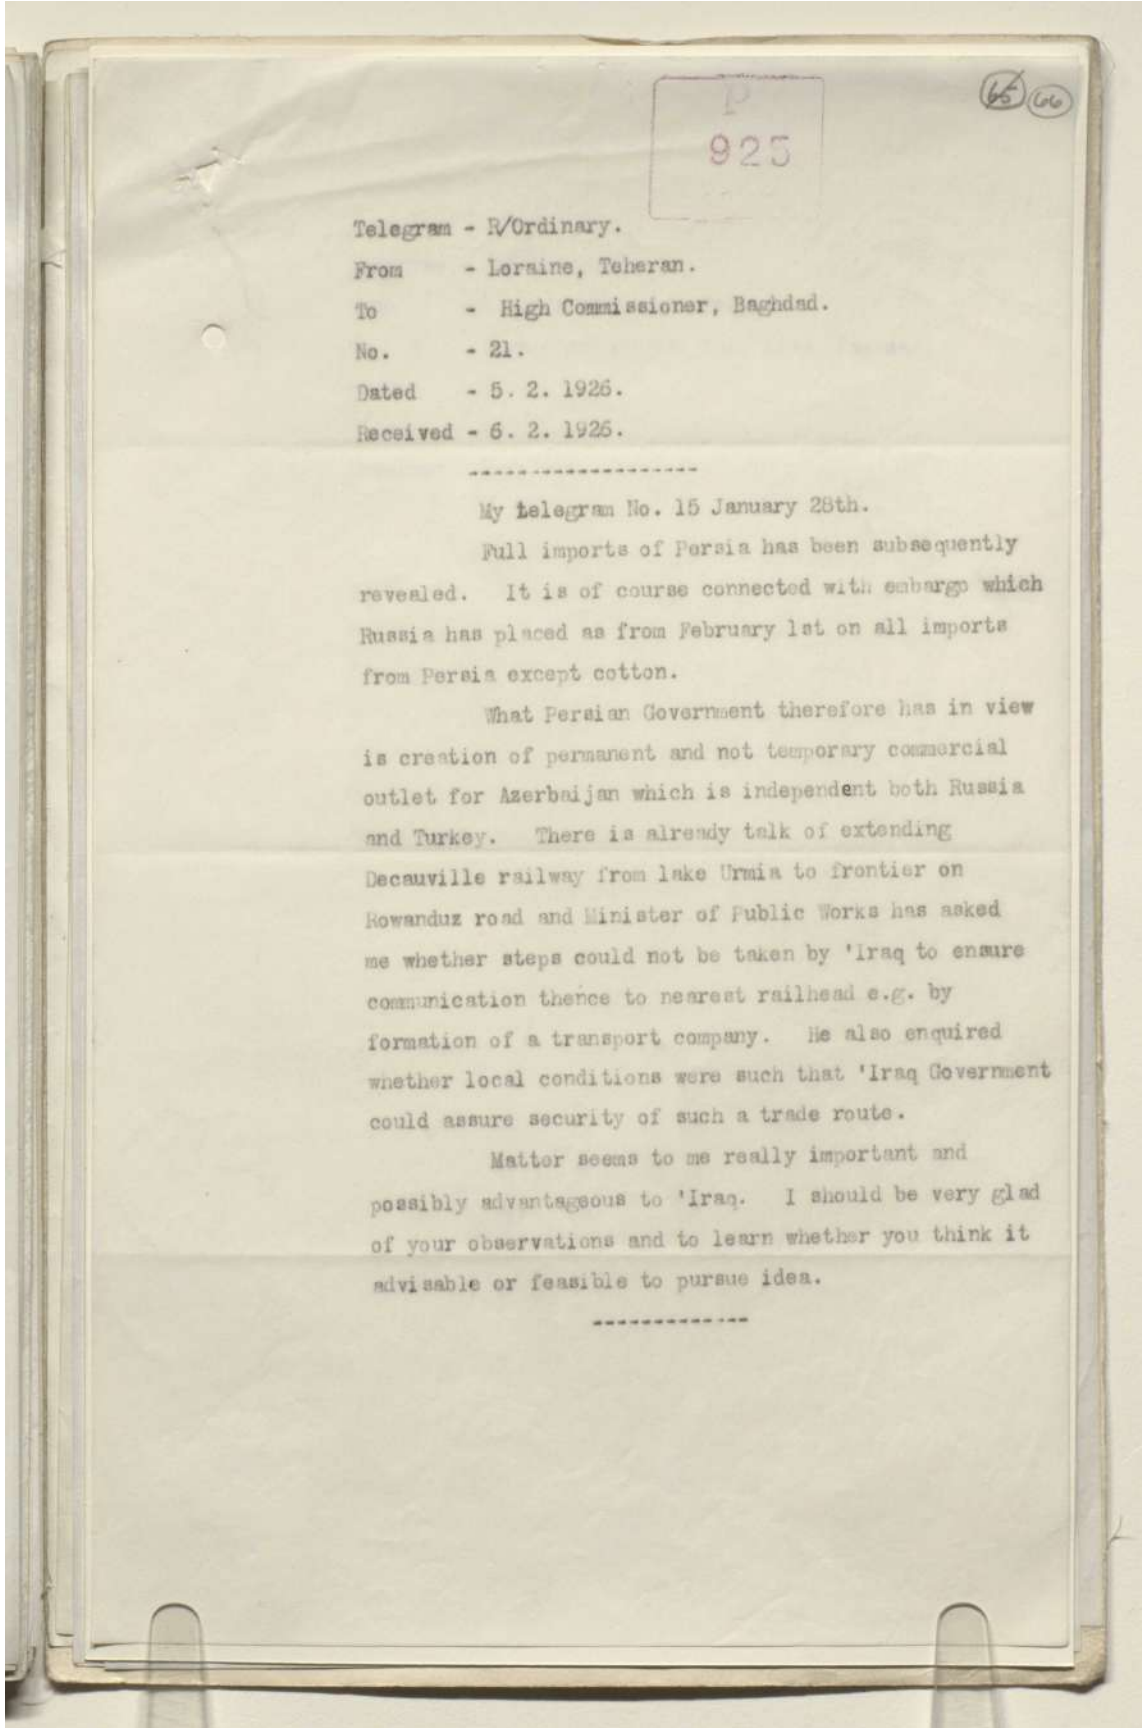 65 66
P
925
Telegram - R/Ordinary.
From - Loraine, Teheran.
To - High Commissioner, Baghdad.
No. - 21.
Dated - 5. 2. 1926.
Received - 6. 2. 1926.
-------------------
My telegram No. 15 January 28th.
Full imports of Persia has been subsequently
revealed. It is of course connected with embargo which
Russia has placed as from February 1st on all imports
from Persia except cotton.
What Persian Government therefore has in view
is creation of permanent and not temporary commercial
outlet for Azerbaijan which is independent both Russia
and Turkey. There is already talk of extending
Decauville railway from lake Urmia to frontier on
Rowanduz road and Minister of Public Works has asked
me whether steps could not be taken by 'Iraq to ensure
communication thence to nearest railhead e.g. by
formation of a transport company. He also enquired
whether local conditions were such that 'Iraq Government
could assure security of such a trade route.
Matter seems to me really important and
possibly advantageous to 'Iraq. I should be very glad
of your observations and to learn whether you think it
advisable or feasible to pursue idea.
-------------